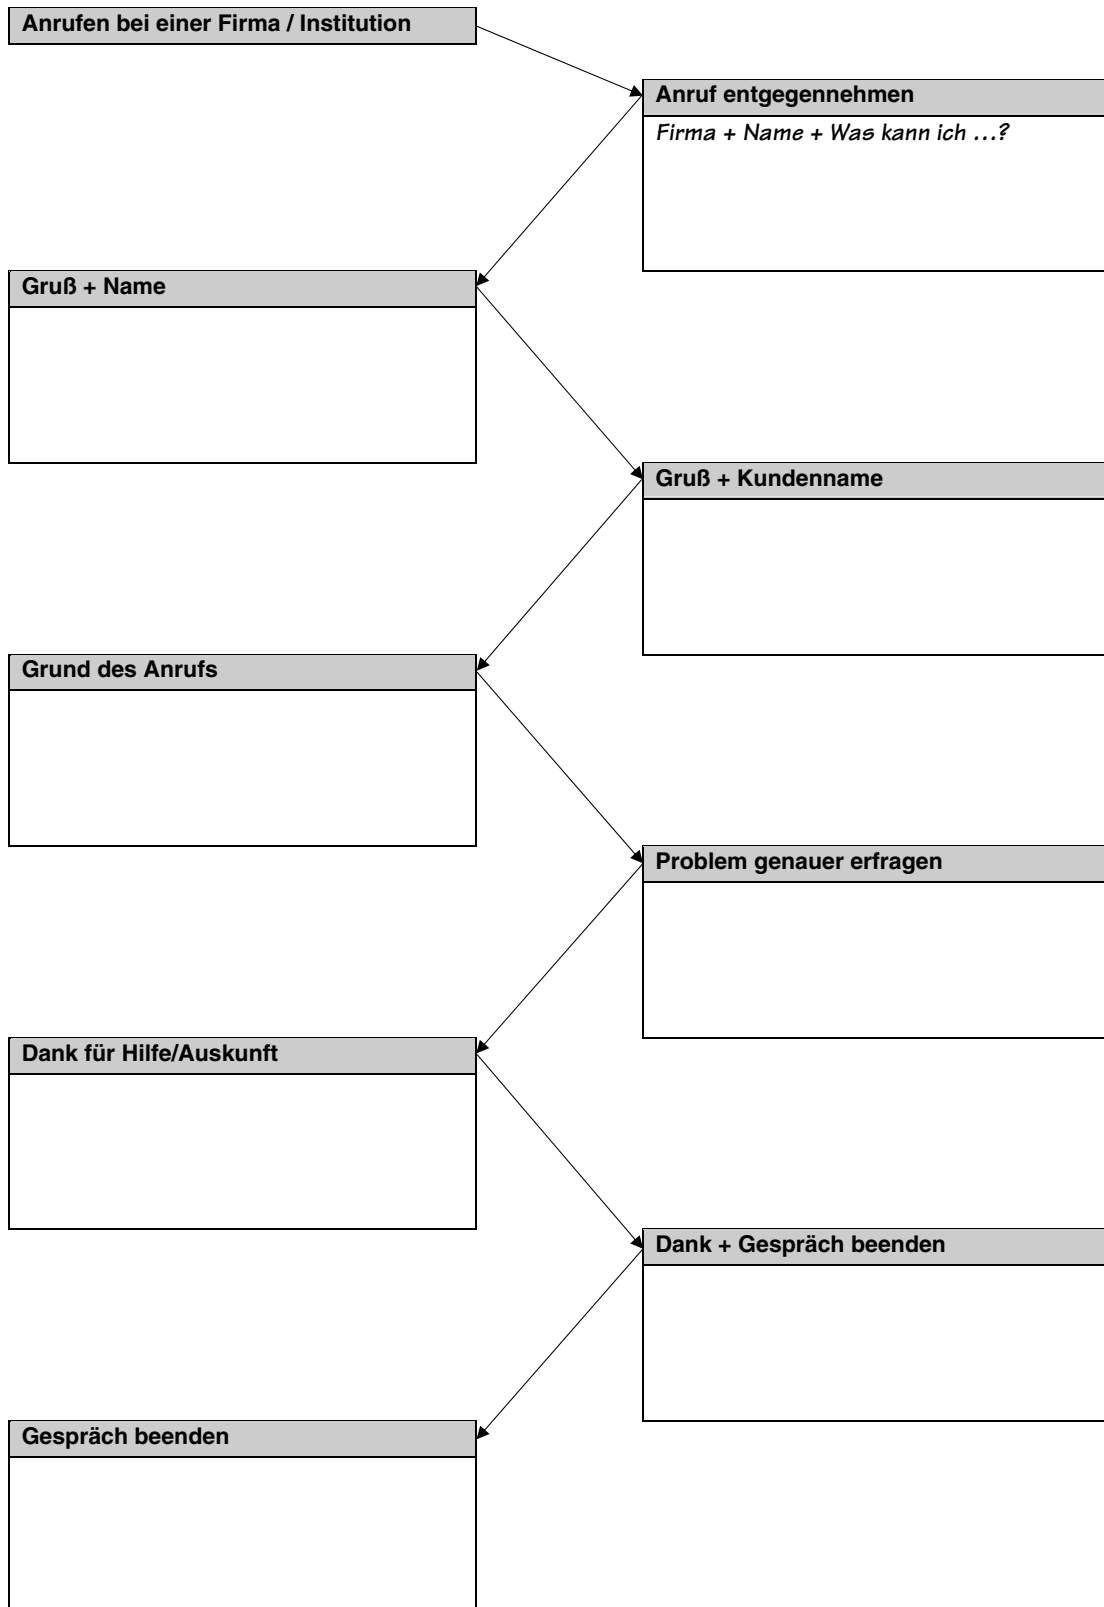 Anrufen bei einer Firma / Institution
Anruf entgegennehmen
Firma + Name + Was kann ich ...?
Gruß + Name
Gruß + Kundenname
Grund des Anrufs
Problem genauer erfragen
Dank für Hilfe/Auskunft
Dank + Gespräch beenden
Gespräch beenden